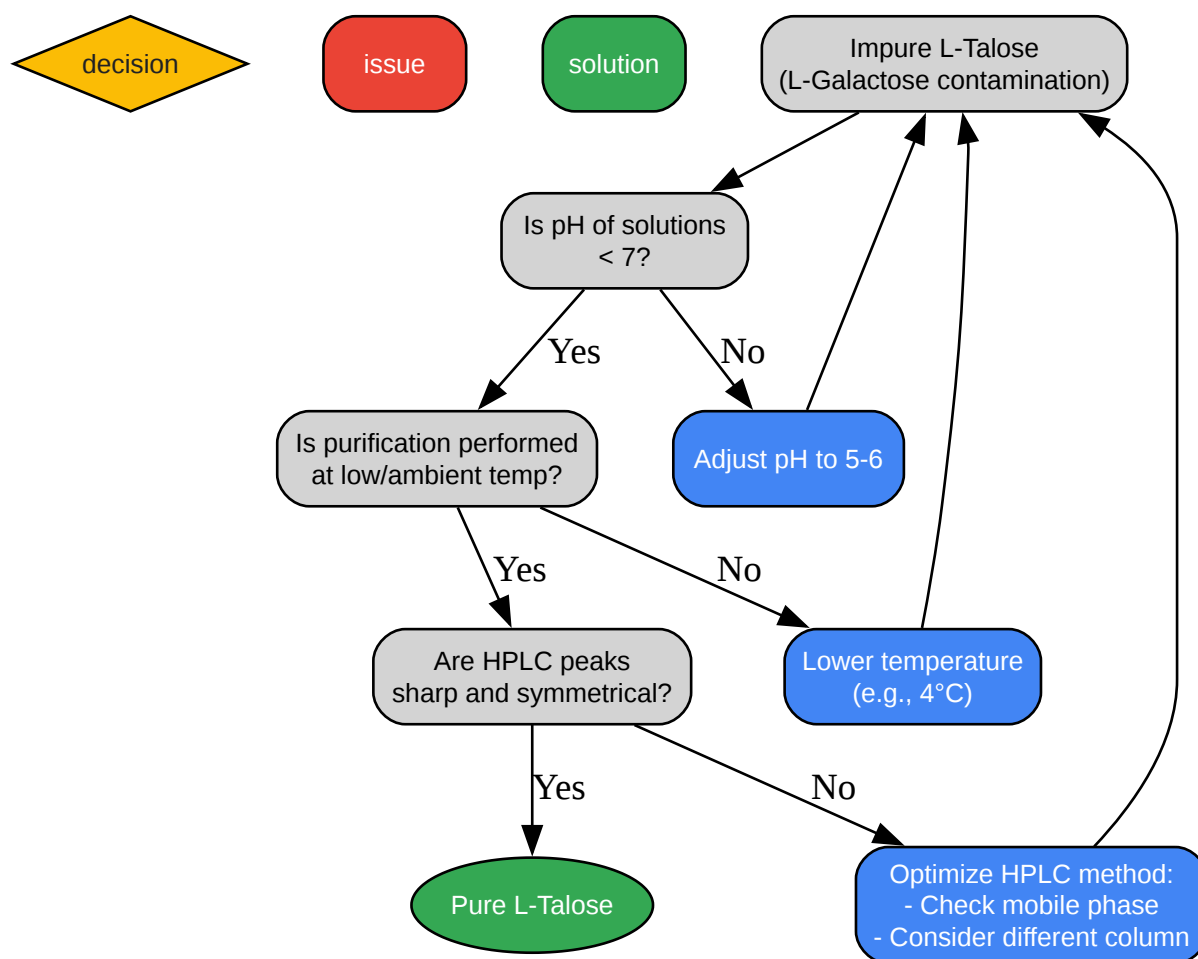 decision
issue
solution
Impure L-Talose
(L-Galactose contamination)
Is pH of solutions
< 7?
Yes
No
Is purification performed
at low/ambient temp?
Adjust pH to 5-6
Yes
No
Are HPLC peaks
sharp and symmetrical?
Lower temperature
(e.g., 4°C)
Yes
No
Pure L-Talose
Optimize HPLC method:
- Check mobile phase
- Consider different column